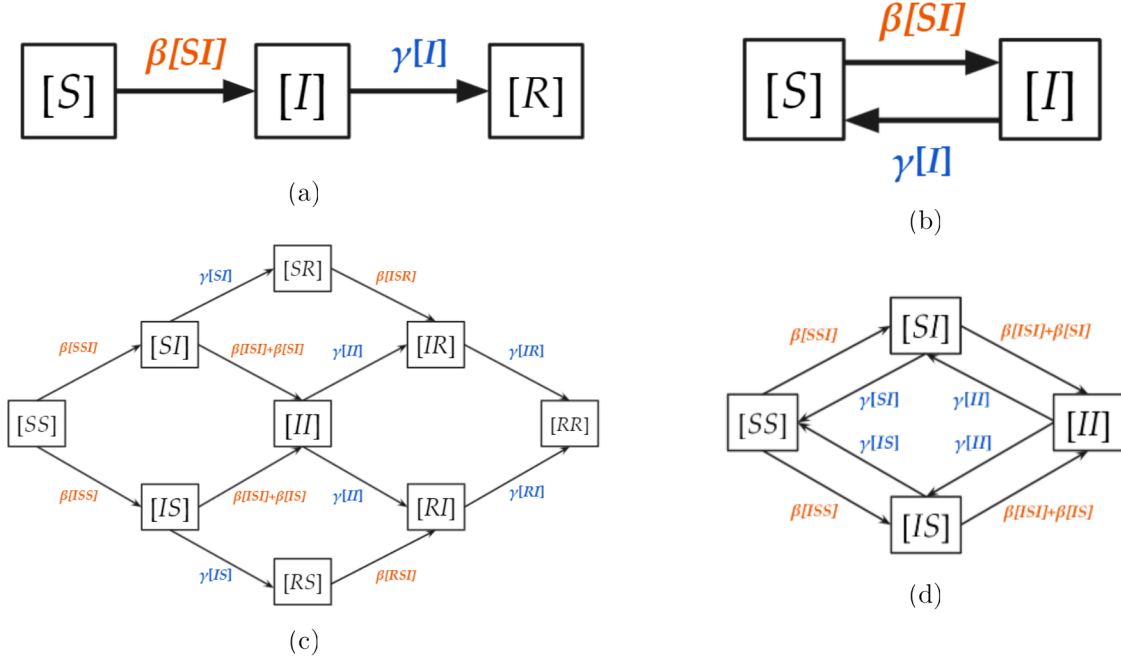 β[SI]
γ[I]
[S]
[I]
[R]
(a)
β[SI]
[S]
[I]
γ[I]
(b)
[SR]
γ[SI]
β[ISR]
[SI]
[IR]
β[SSI]
β[ISI]+β[SI]
γ[II]
γ[IR]
[SS]
[II]
[RR]
β[ISS]
β[ISI]+β[IS]
γ[II]
γ[RI]
[IS]
[RI]
γ[IS]
β[RSI]
[RS]
(c)
[SI]
β[SSI]
β[ISI]+β[SI]
γ[SI]
γ[II]
[SS]
[II]
γ[IS]
γ[II]
β[ISS]
β[ISI]+β[IS]
[IS]
(d)